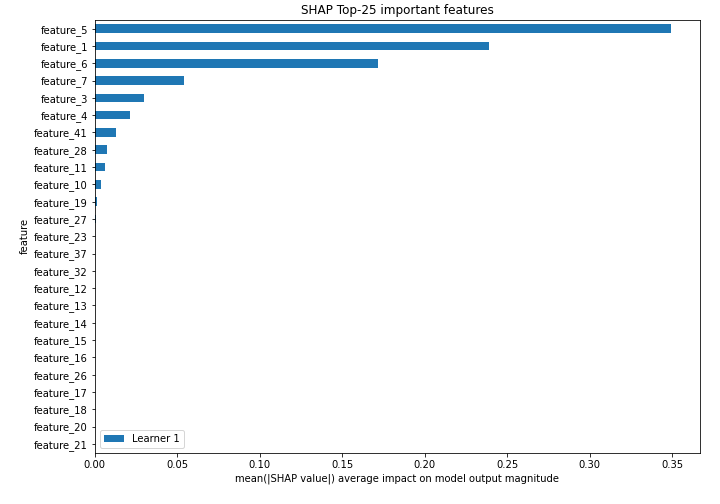 SHAP Top-25 important features
feature_5
feature_1
feature_6
feature_7
feature_3
feature_4
feature_41
feature_28
feature_11
feature_10
feature_19
feature_27
feature_23
feature_37
feature_32
feature_12
feature_13
feature_14
feature_15
feature_16
feature_26
feature_17
feature_18
feature_20
feature_21
feature
Learner 1
0.00 0.05 0.10 0.15 0.20 0.25 0.30 0.35
mean(|SHAP value|) average impact on model output magnitude